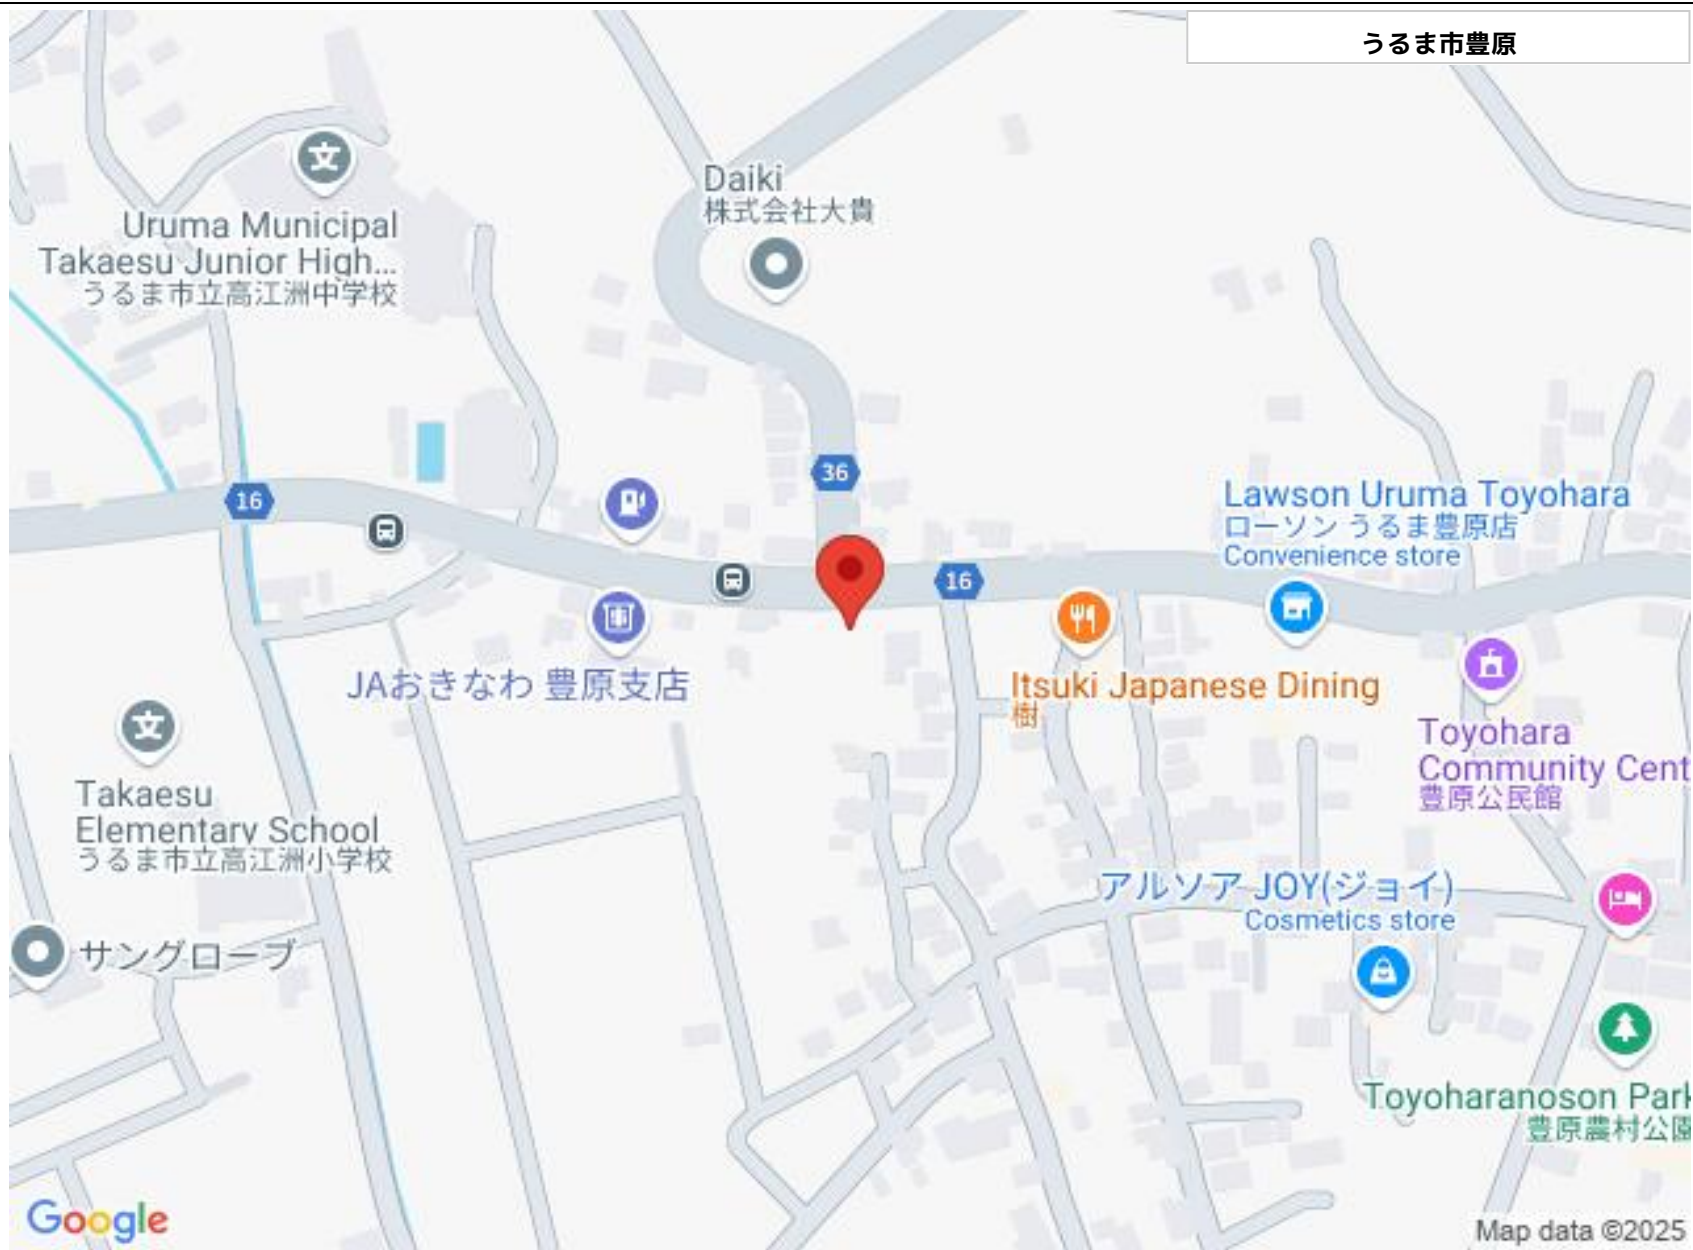 うるま市豊原
Daiki
株式会社大貴
Uruma Municipal
Takaesu Junior High...
うるま市立高江洲中学校
36
16
Lawson Uruma Toyohara
ローソン うるま豊原店
Convenience store
16
JAおきなわ 豊原支店
Itsuki Japanese Dining
樹
Toyohara
Community Cent
豊原公民館
Takaesu
Elementary School
うるま市立高江洲小学校
アルソア JOY(ジョイ)
Cosmetics store
サングローブ
Toyoharanoson Park
豊原農村公園
Google
Map data ©2025